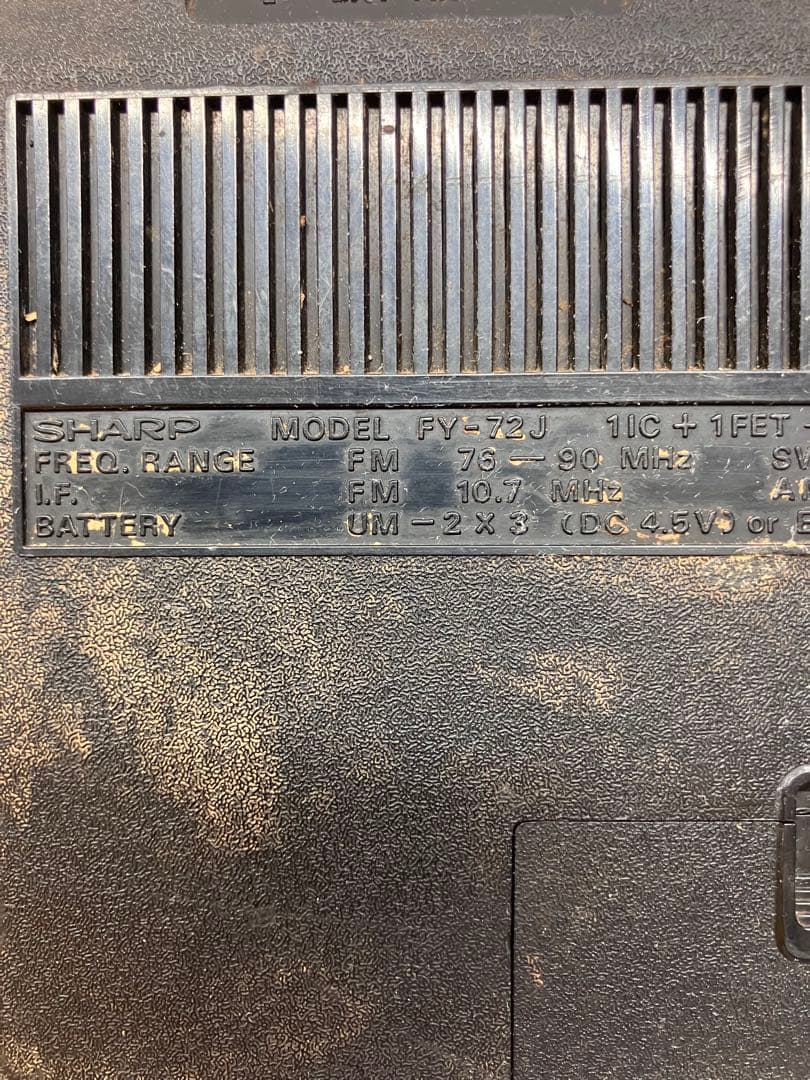 SHARP MODEL FY-72J 1IC + 1FET
FREQ. RANGE FM 76 - 90 MHz SW
I.F. FM 10.7 MHz
BATTERY UM-2 X 3 (DC 4.5V) or E